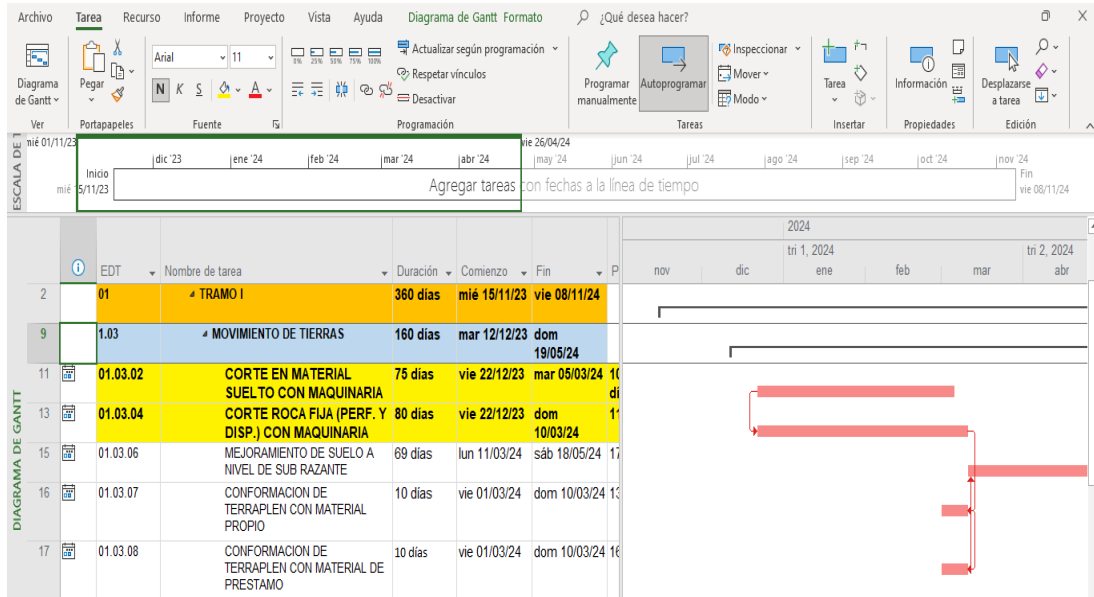 Archivo Tarea Recurso Informe Proyecto Vista Ayuda Diagrama de Gantt Formato ¿Qué desea hacer?
Diagrama de Gantt
Ver
Pegar
Portapapeles
Arial 11
N K S A
Fuente
0% 25% 50% 75% 100%
Actualizar según programación
Respetar vínculos
Desactivar
Programación
Programar manualmente
Autoprogramar
Inspeccionar
Mover
Modo
Tareas
Tarea
Insertar
Información
Propiedades
Desplazarse a tarea
Edición
ESCALA DE T
mié 01/11/23 vie 26/04/24
dic '23 ene '24 feb '24 mar '24 abr '24 may '24 jun '24 jul '24 ago '24 sep '24 oct '24 nov '24
Inicio
mié 15/11/23
Agregar tareas con fechas a la línea de tiempo
Fin
vie 08/11/24
DIAGRAMA DE GANTT
2024
tri 1, 2024 tri 2, 2024
EDT Nombre de tarea Duración Comienzo Fin P nov dic ene feb mar abr
2 01 TRAMO I 360 días mié 15/11/23 vie 08/11/24
9 1.03 MOVIMIENTO DE TIERRAS 160 días mar 12/12/23 dom
19/05/24
11 01.03.02 CORTE EN MATERIAL 75 días vie 22/12/23 mar 05/03/24 10
SUELTO CON MAQUINARIA dí
13 01.03.04 CORTE ROCA FIJA (PERF. Y 80 días vie 22/12/23 dom 11
DISP.) CON MAQUINARIA 10/03/24
15 01.03.06 MEJORAMIENTO DE SUELO A 69 días lun 11/03/24 sáb 18/05/24 17
NIVEL DE SUB RAZANTE
16 01.03.07 CONFORMACION DE 10 días vie 01/03/24 dom 10/03/24 13
TERRAPLEN CON MATERIAL
PROPIO
17 01.03.08 CONFORMACION DE 10 días vie 01/03/24 dom 10/03/24 16
TERRAPLEN CON MATERIAL DE
PRESTAMO